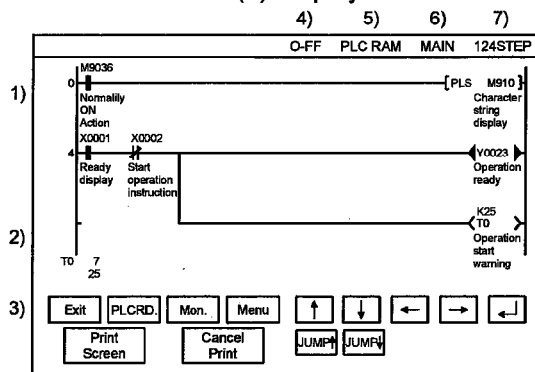 4) 5) 6) 7)
O-FF PLC RAM MAIN 124STEP
1)
M9036
0
PLS M910
Normalily
ON
Action
Character
string
display
X0001 X0002
4
Y0023
Ready
display
Start
operation
instruction
Operation
ready
2)
K25
T0
Operation
start
warning
T0 7
25
3)
Exit PLCRD. Mon. Menu ↑ ↓ ← → ↵
Print
Screen
Cancel
Print
JUMP↑ JUMP↓